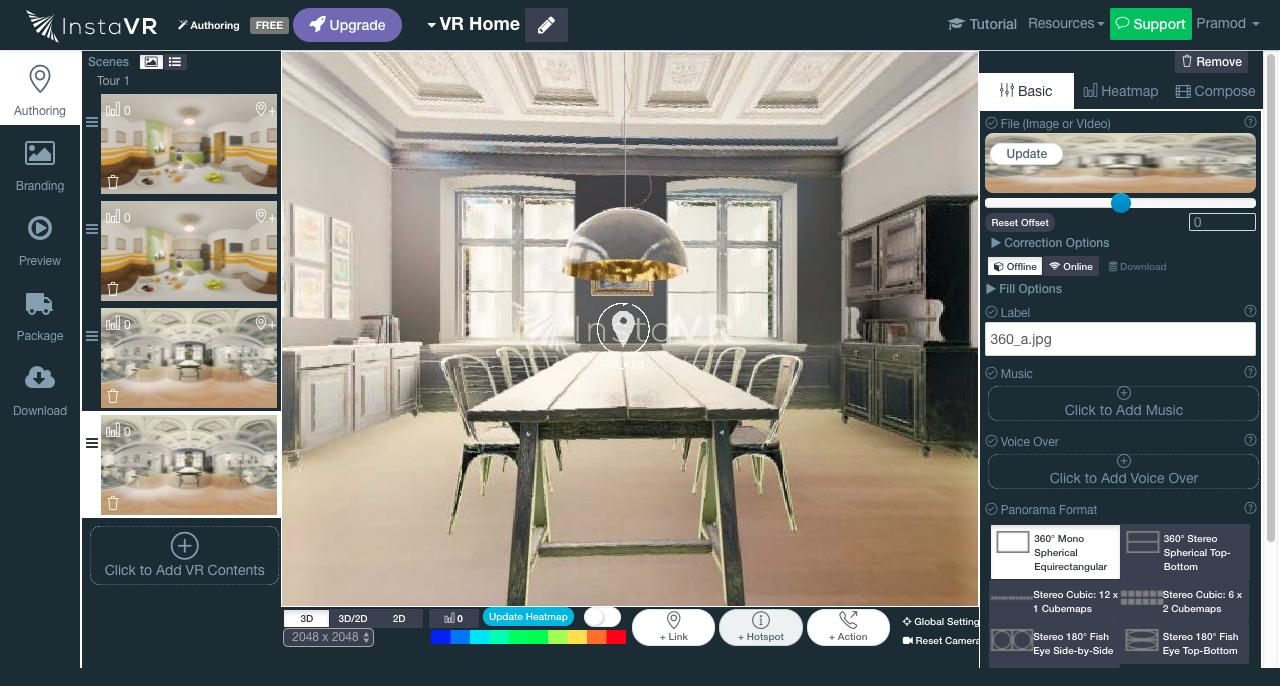 InstaVR
Authoring
FREE
Upgrade
VR Home
Tutorial
Resources
Support
Pramod
Authoring
Branding
Preview
Package
Download
Scenes
Tour 1
0
+
0
+
0
+
0
Click to Add VR Contents
InstaVR
3D
3D/2D
2D
0
Update Heatmap
2048 x 2048
+ Link
+ Hotspot
+ Action
Global Setting
Reset Camera
Remove
Basic
Heatmap
Compose
File (Image or VIdeo)
Update
Reset Offset
0
Correction Options
Offline
Online
Download
Fill Options
Label
360_a.jpg
Music
Click to Add Music
Voice Over
Click to Add Voice Over
Panorama Format
360° Mono
Spherical
Equirectangular
360° Stereo
Spherical Top-
Bottom
Stereo Cubic: 12 x
1 Cubemaps
Stereo Cubic: 6 x
2 Cubemaps
Stereo 180° Fish
Eye Side-by-Side
Stereo 180° Fish
Eye Top-Bottom